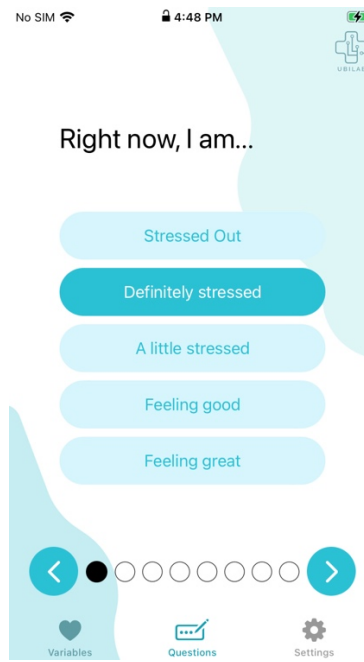 No SIM 4:48 PM
UBILAB
Right now, I am...
Stressed Out
Definitely stressed
A little stressed
Feeling good
Feeling great
Variables Questions Settings